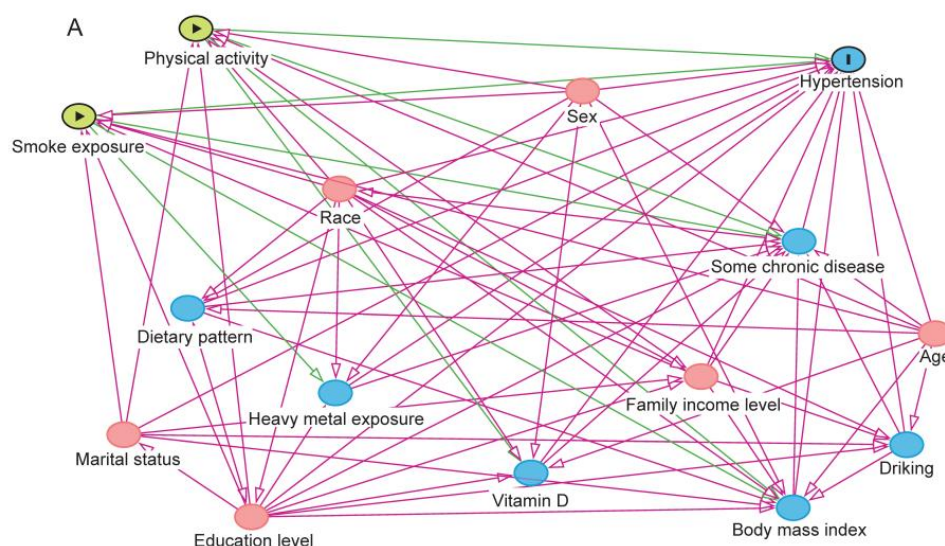 A
Physical activity
Hypertension
Sex
Smoke exposure
Race
Some chronic disease
Dietary pattern
Age
Family income level
Heavy metal exposure
Marital status
Driking
Vitamin D
Body mass index
Education level